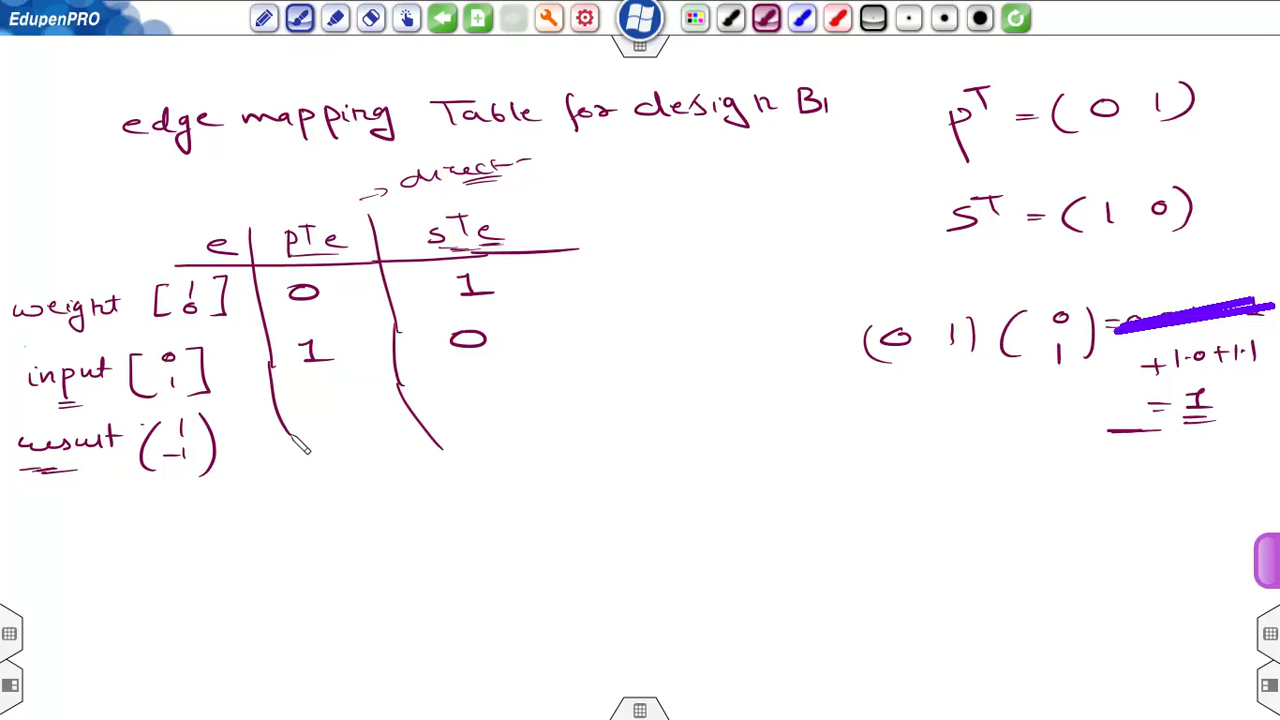 EdupenPRO
edge mapping Table for design B1
→ direct
e pTe sTe
weight [1 0] 0 1
input [0 1] 1 0
result (1 -1)
pT = (0 1)
sT = (1 0)
(0 1) (0 1) =
+1.0+1.1
= 1